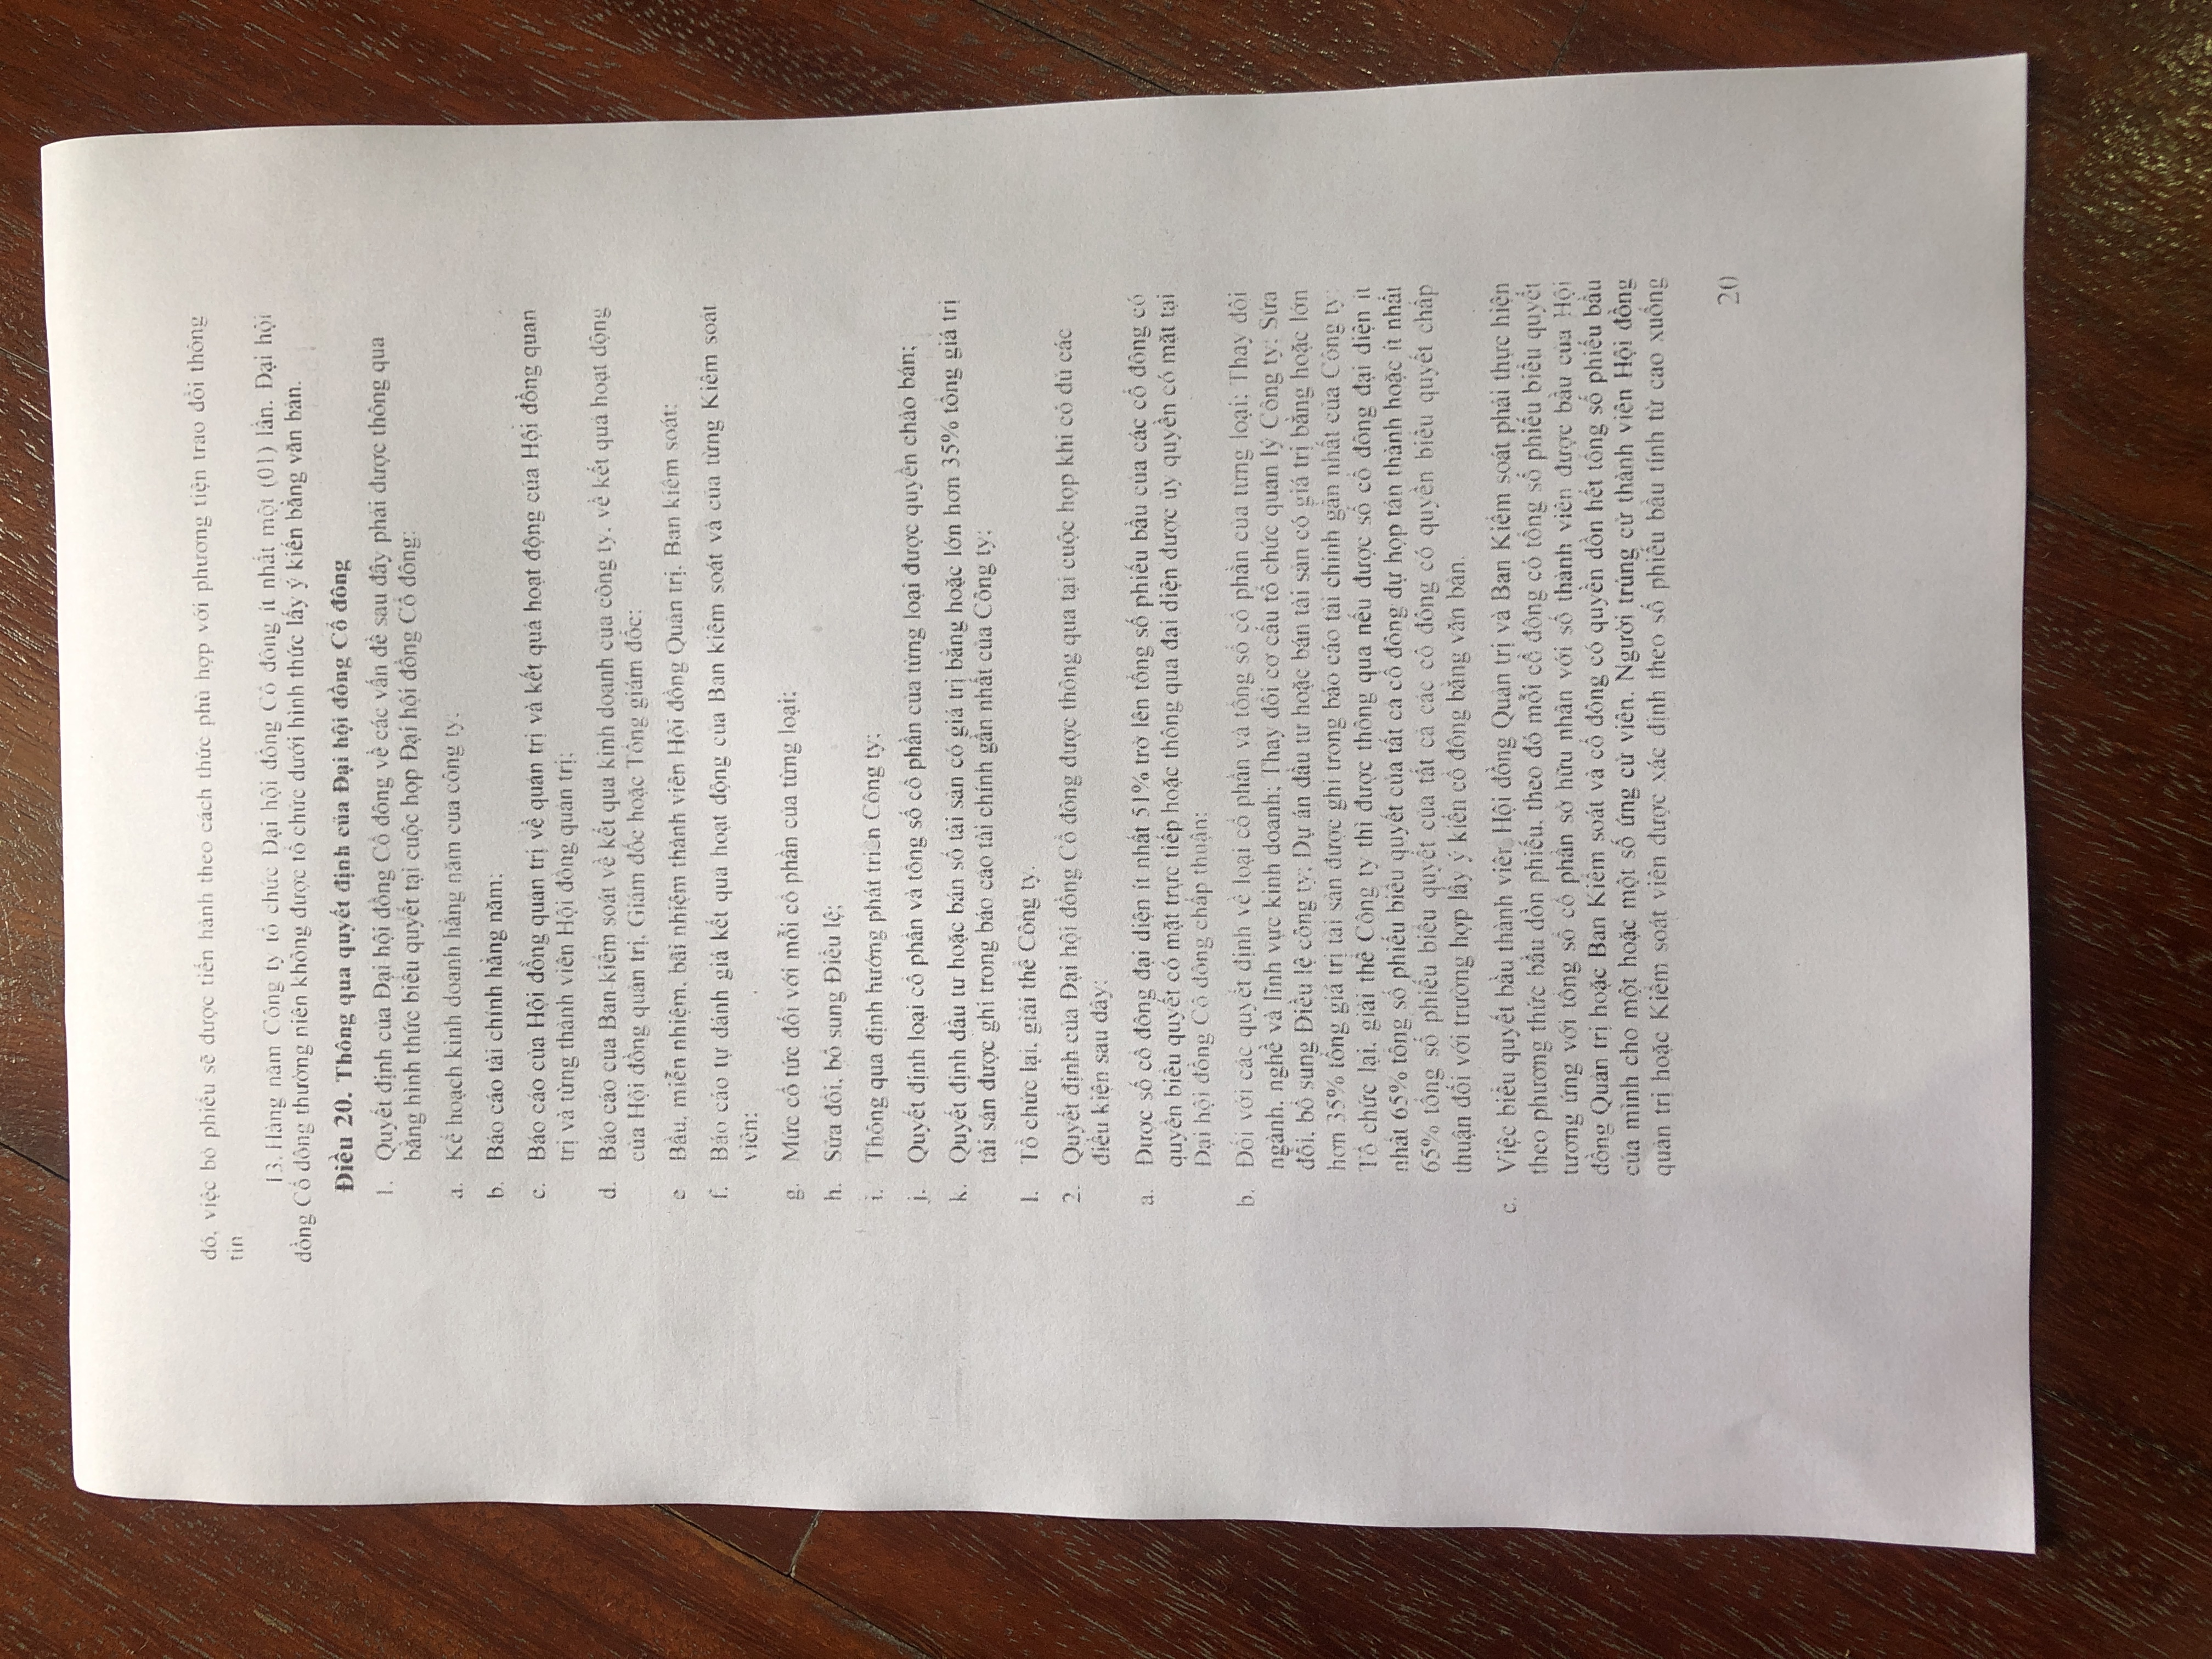 đó, việc bỏ phiếu sẽ được tiến hành theo cách thức phù hợp với phương tiện trao đổi thông
tin
13. Hàng năm Công ty tổ chức Đại hội đồng Cổ đông ít nhất một (01) lần. Đại hội
đồng Cổ đông thường niên không được tổ chức dưới hình thức lấy ý kiến bằng văn bản.
Điều 20. Thông qua quyết định của Đại hội đồng Cổ đông
1. Quyết định của Đại hội đồng Cổ đông về các vấn đề sau đây phải được thông qua
bằng hình thức biểu quyết tại cuộc họp Đại hội đồng Cổ đông:
a. Kế hoạch kinh doanh hằng năm của công ty;
b. Báo cáo tài chính hằng năm;
c. Báo cáo của Hội đồng quản trị về quản trị và kết quả hoạt động của Hội đồng quản
trị và từng thành viên Hội đồng quản trị;
d. Báo cáo của Ban kiểm soát về kết quả kinh doanh của công ty, về kết quả hoạt động
của Hội đồng quản trị, Giám đốc hoặc Tổng giám đốc;
e Bầu, miễn nhiệm, bãi nhiệm thành viên Hội đồng Quản trị, Ban kiểm soát;
f. Báo cáo tự đánh giá kết quả hoạt động của Ban kiểm soát và của từng Kiểm soát
viên;
g. Mức cổ tức đối với mỗi cổ phần của từng loại;
h. Sửa đổi, bổ sung Điều lệ;
i. Thông qua định hướng phát triển Công ty;
j. Quyết định loại cổ phần và tổng số cổ phần của từng loại được quyền chào bán;
k. Quyết định đầu tư hoặc bán số tài sản có giá trị bằng hoặc lớn hơn 35% tổng giá trị
tài sản được ghi trong báo cáo tài chính gần nhất của Công ty;
l. Tổ chức lại, giải thể Công ty.
2. Quyết định của Đại hội đồng Cổ đông được thông qua tại cuộc họp khi có đủ các
điều kiện sau đây:
a. Được số cổ đông đại diện ít nhất 51% trở lên tổng số phiếu bầu của các cổ đông có
quyền biểu quyết có mặt trực tiếp hoặc thông qua đại diện được ủy quyền có mặt tại
Đại hội đồng Cổ đông chấp thuận;
b. Đối với các quyết định về loại cổ phần và tổng số cổ phần của từng loại; Thay đổi
ngành, nghề và lĩnh vực kinh doanh; Thay đổi cơ cấu tổ chức quản lý Công ty; Sửa
đổi, bổ sung Điều lệ công ty; Dự án đầu tư hoặc bán tài sản có giá trị bằng hoặc lớn
hơn 35% tổng giá trị tài sản được ghi trong báo cáo tài chính gần nhất của Công ty;
Tổ chức lại, giải thể Công ty thì được thông qua nếu được số cổ đông đại diện ít
nhất 65% tổng số phiếu biểu quyết của tất cả cổ đông dự họp tán thành hoặc ít nhất
65% tổng số phiếu biểu quyết của tất cả các cổ đông có quyền biểu quyết chấp
thuận đối với trường hợp lấy ý kiến cổ đông bằng văn bản.
c. Việc biểu quyết bầu thành viên Hội đồng Quản trị và Ban Kiểm soát phải thực hiện
theo phương thức bầu dồn phiếu, theo đó mỗi cổ đông có tổng số phiếu biểu quyết
tương ứng với tổng số cổ phần sở hữu nhân với số thành viên được bầu của Hội
đồng Quản trị hoặc Ban Kiểm soát và cổ đông có quyền dồn hết tổng số phiếu bầu
của mình cho một hoặc một số ứng cử viên. Người trúng cử thành viên Hội đồng
quản trị hoặc Kiểm soát viên được xác định theo số phiếu bầu tính từ cao xuống
20